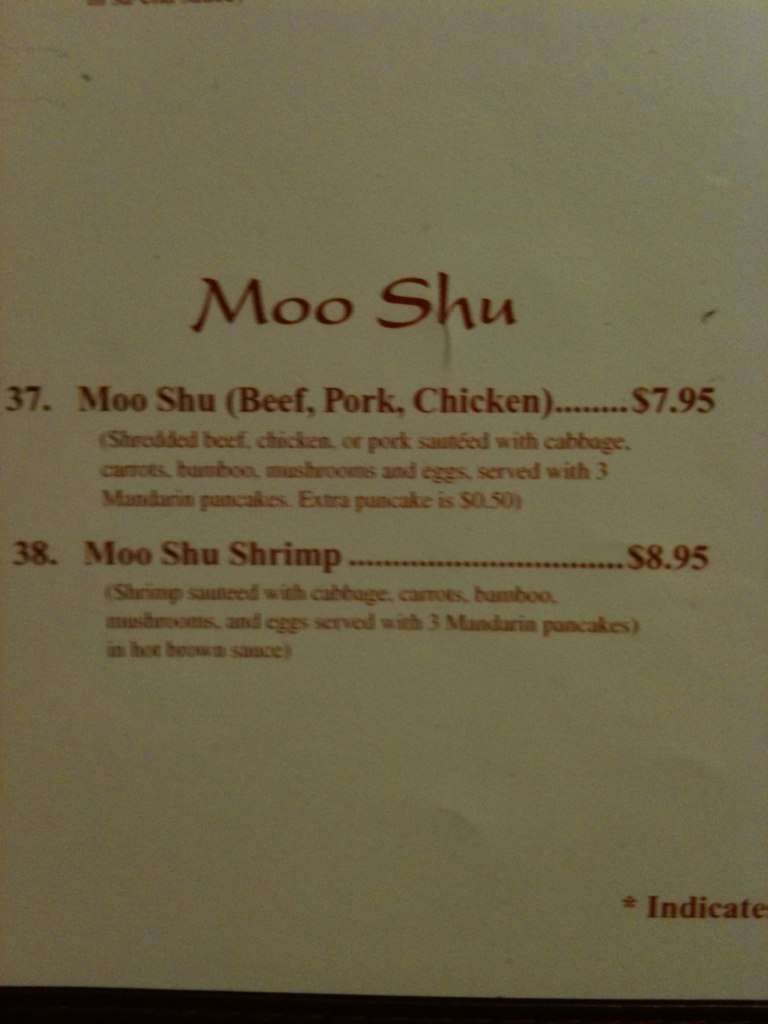 Moo Shu
37. Moo Shu (Beef, Pork, Chicken)........$7.95
(Shredded beef, chicken, or pork sautéed with cabbage,
carrots, bamboo, mushrooms and eggs, served with 3
Mandarin pancakes. Extra pancake is $0.50)
38. Moo Shu Shrimp ................................$8.95
(Shrimp sauteed with cabbage, carrots, bamboo,
mushrooms, and eggs served with 3 Mandarin pancakes)
in hot brown sauce)
* Indicate